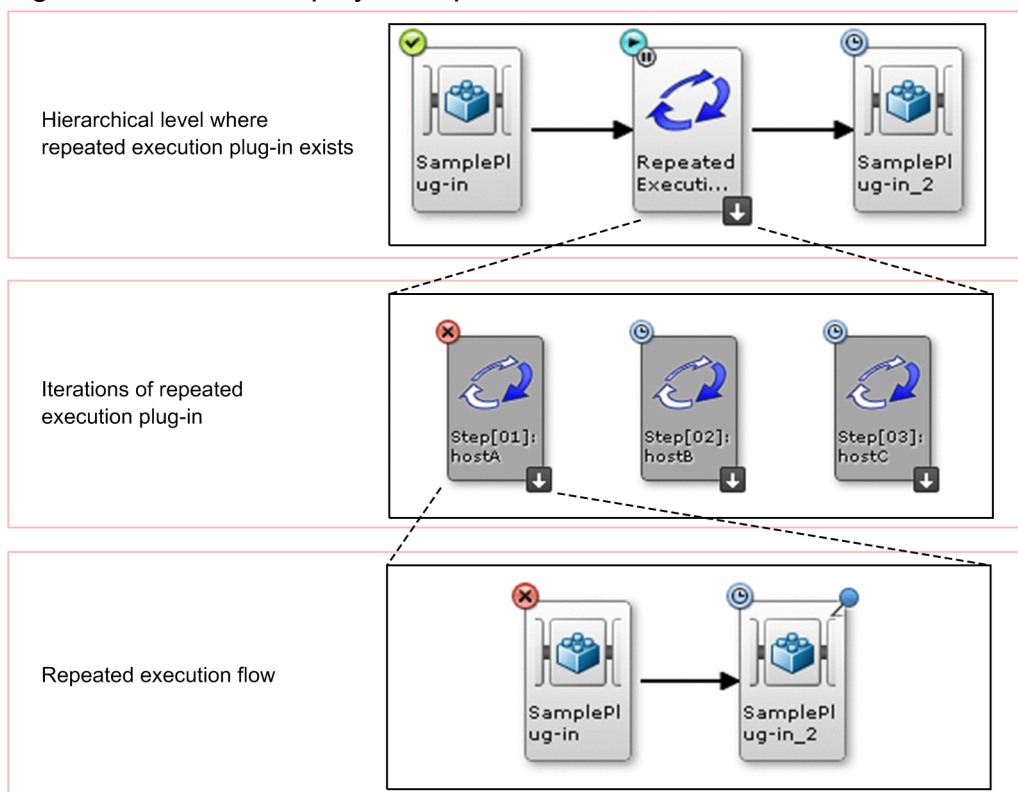 Hierarchical level where
repeated execution plug-in exists
SamplePl
ug-in
Repeated
Executi...
SamplePl
ug-in_2
Iterations of repeated
execution plug-in
Step[01]:
hostA
Step[02]:
hostB
Step[03]:
hostC
Repeated execution flow
SamplePl
ug-in
SamplePl
ug-in_2